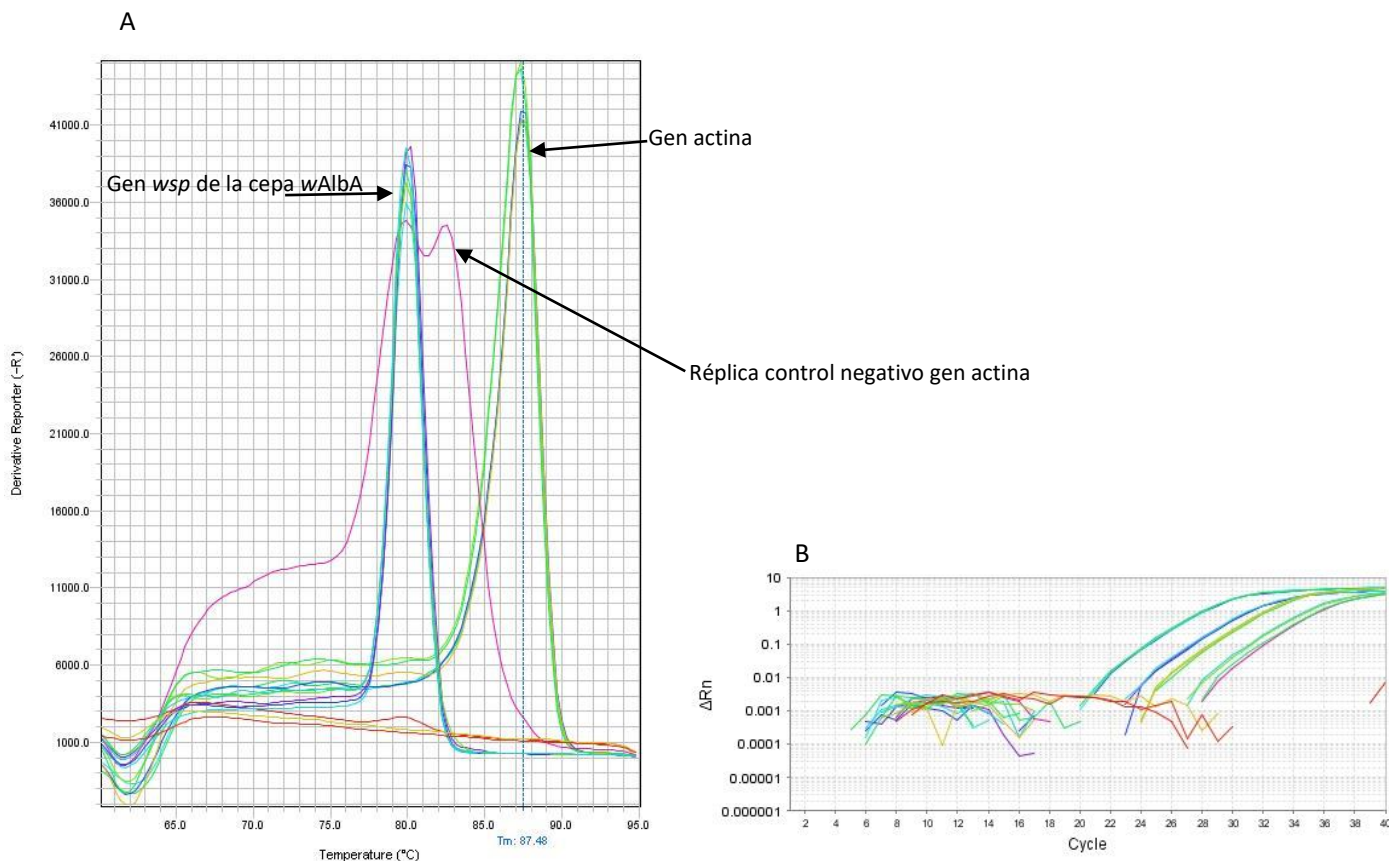 A
Derivative Reporter (-R')
41000.0
36000.0
31000.0
26000.0
21000.0
16000.0
11000.0
6000.0
1000.0
Gen wsp de la cepa wAlbA
Gen actina
Réplica control negativo gen actina
65.0 70.0 75.0 80.0 85.0 90.0 95.0
Tm: 87.48
Temperature (°C)
B
ΔRn
10
1
0.1
0.01
0.001
0.0001
0.00001
0.000001
2 4 6 8 10 12 14 16 18 20 22 24 26 28 30 32 34 36 38 40
Cycle